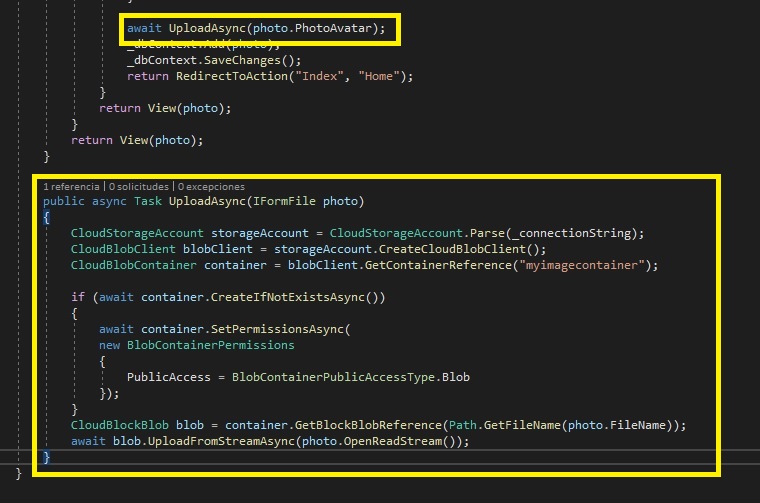 }
await UploadAsync(photo.PhotoAvatar);
_dbContext.Add(photo);
_dbContext.SaveChanges();
return RedirectToAction("Index", "Home");
}
return View(photo);
}
return View(photo);
}
1 referencia | 0 solicitudes | 0 excepciones
public async Task UploadAsync(IFormFile photo)
{
CloudStorageAccount storageAccount = CloudStorageAccount.Parse(_connectionString);
CloudBlobClient blobClient = storageAccount.CreateCloudBlobClient();
CloudBlobContainer container = blobClient.GetContainerReference("myimagecontainer");
if (await container.CreateIfNotExistsAsync())
{
await container.SetPermissionsAsync(
new BlobContainerPermissions
{
PublicAccess = BlobContainerPublicAccessType.Blob
});
}
CloudBlockBlob blob = container.GetBlockBlobReference(Path.GetFileName(photo.FileName));
await blob.UploadFromStreamAsync(photo.OpenReadStream());
}
}